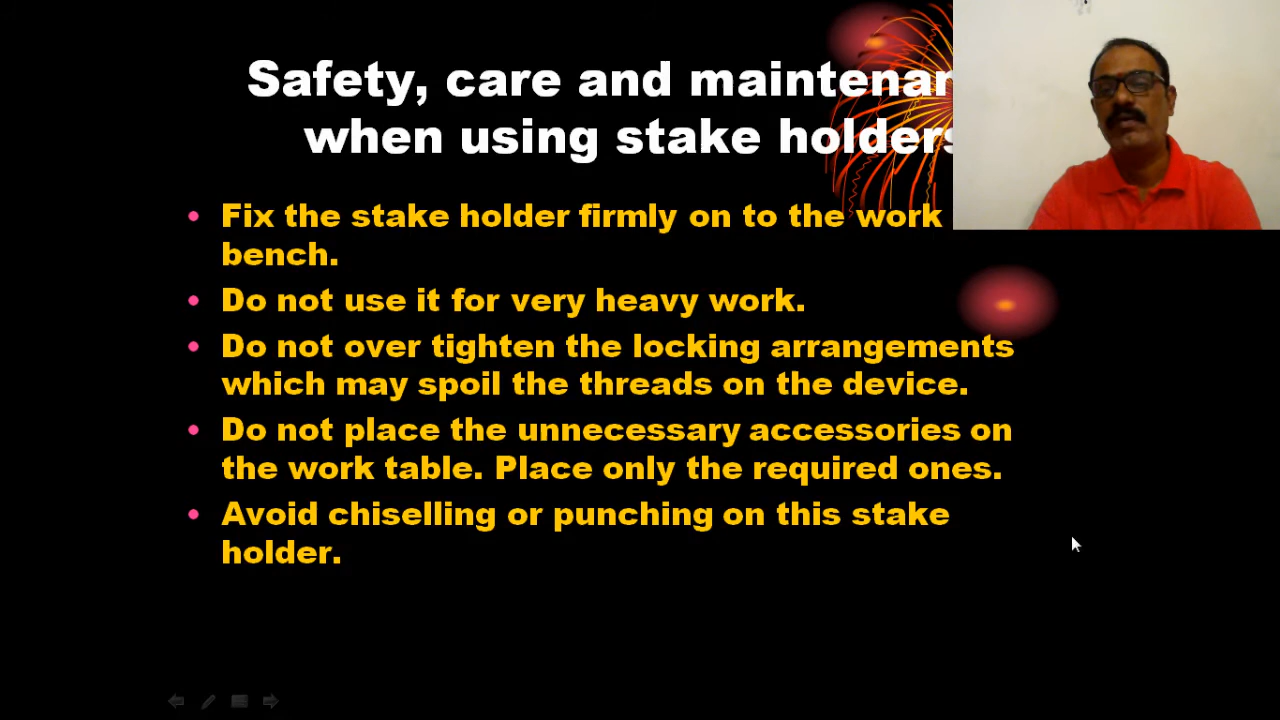 Safety, care and maintenan
when using stake holders
• Fix the stake holder firmly on to the work
bench.
• Do not use it for very heavy work.
• Do not over tighten the locking arrangements
which may spoil the threads on the device.
• Do not place the unnecessary accessories on
the work table. Place only the required ones.
• Avoid chiselling or punching on this stake
holder.